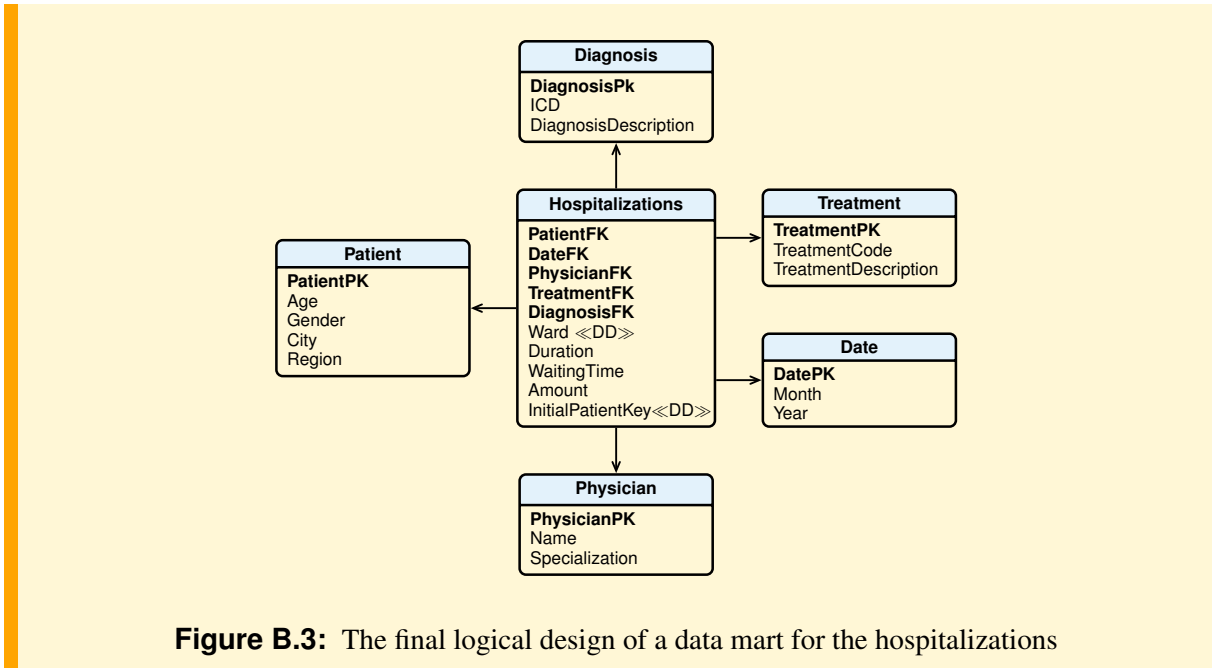 Diagnosis
DiagnosisPk
ICD
DiagnosisDescription
Hospitalizations
PatientFK
DateFK
PhysicianFK
TreatmentFK
DiagnosisFK
Ward ≪DD≫
Duration
WaitingTime
Amount
InitialPatientKey≪DD≫
Treatment
TreatmentPK
TreatmentCode
TreatmentDescription
Patient
PatientPK
Age
Gender
City
Region
Date
DatePK
Month
Year
Physician
PhysicianPK
Name
Specialization
Figure B.3: The final logical design of a data mart for the hospitalizations